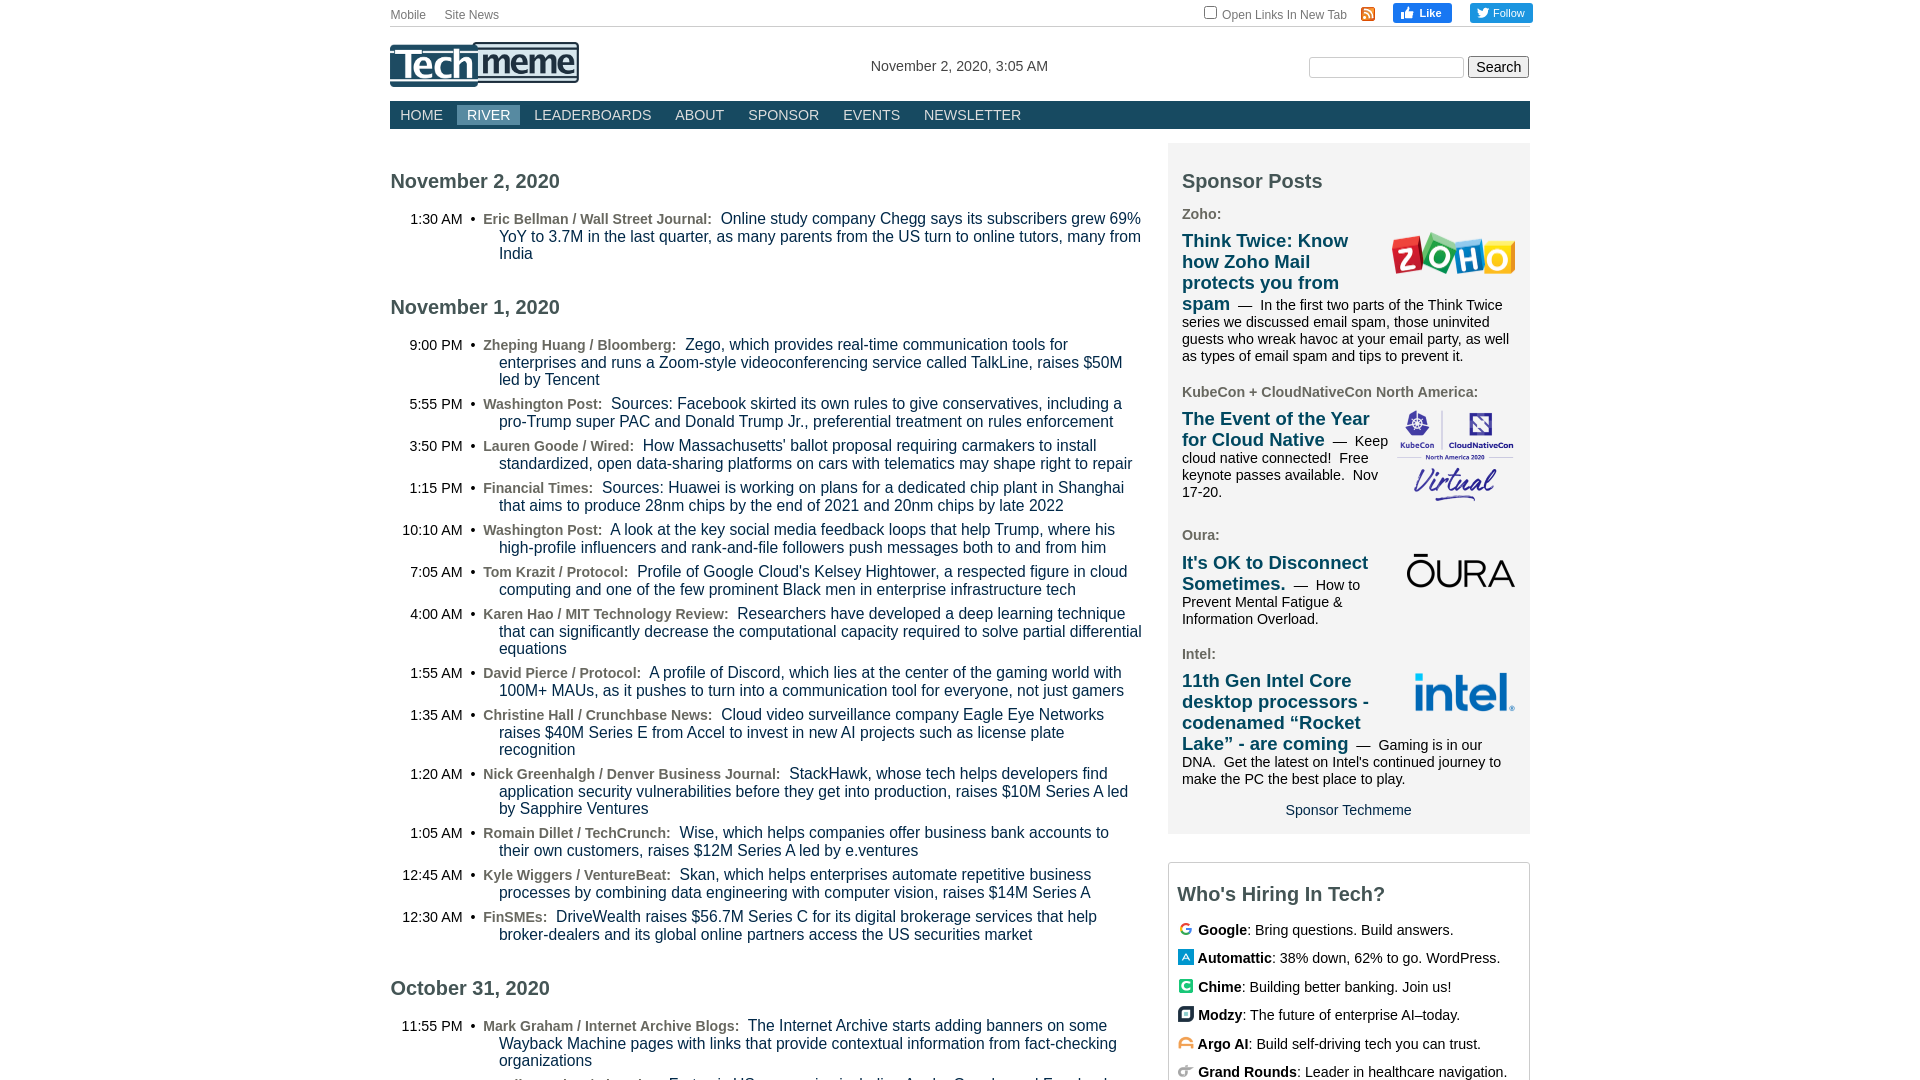 Mobile Site News Open Links In New Tab Like Follow
Techmeme
November 2, 2020, 3:05 AM
Search
HOME RIVER LEADERBOARDS ABOUT SPONSOR EVENTS NEWSLETTER
November 2, 2020
1:30 AM • Eric Bellman / Wall Street Journal: Online study company Chegg says its subscribers grew 69%
YoY to 3.7M in the last quarter, as many parents from the US turn to online tutors, many from
India
November 1, 2020
9:00 PM • Zheping Huang / Bloomberg: Zego, which provides real-time communication tools for
enterprises and runs a Zoom-style videoconferencing service called TalkLine, raises $50M
led by Tencent
5:55 PM • Washington Post: Sources: Facebook skirted its own rules to give conservatives, including a
pro-Trump super PAC and Donald Trump Jr., preferential treatment on rules enforcement
3:50 PM • Lauren Goode / Wired: How Massachusetts' ballot proposal requiring carmakers to install
standardized, open data-sharing platforms on cars with telematics may shape right to repair
1:15 PM • Financial Times: Sources: Huawei is working on plans for a dedicated chip plant in Shanghai
that aims to produce 28nm chips by the end of 2021 and 20nm chips by late 2022
10:10 AM • Washington Post: A look at the key social media feedback loops that help Trump, where his
high-profile influencers and rank-and-file followers push messages both to and from him
7:05 AM • Tom Krazit / Protocol: Profile of Google Cloud's Kelsey Hightower, a respected figure in cloud
computing and one of the few prominent Black men in enterprise infrastructure tech
4:00 AM • Karen Hao / MIT Technology Review: Researchers have developed a deep learning technique
that can significantly decrease the computational capacity required to solve partial differential
equations
1:55 AM • David Pierce / Protocol: A profile of Discord, which lies at the center of the gaming world with
100M+ MAUs, as it pushes to turn into a communication tool for everyone, not just gamers
1:35 AM • Christine Hall / Crunchbase News: Cloud video surveillance company Eagle Eye Networks
raises $40M Series E from Accel to invest in new AI projects such as license plate
recognition
1:20 AM • Nick Greenhalgh / Denver Business Journal: StackHawk, whose tech helps developers find
application security vulnerabilities before they get into production, raises $10M Series A led
by Sapphire Ventures
1:05 AM • Romain Dillet / TechCrunch: Wise, which helps companies offer business bank accounts to
their own customers, raises $12M Series A led by e.ventures
12:45 AM • Kyle Wiggers / VentureBeat: Skan, which helps enterprises automate repetitive business
processes by combining data engineering with computer vision, raises $14M Series A
12:30 AM • FinSMEs: DriveWealth raises $56.7M Series C for its digital brokerage services that help
broker-dealers and its global online partners access the US securities market
October 31, 2020
11:55 PM • Mark Graham / Internet Archive Blogs: The Internet Archive starts adding banners on some
Wayback Machine pages with links that provide contextual information from fact-checking
organizations
Sponsor Posts
Zoho:
Think Twice: Know
how Zoho Mail
protects you from
spam — In the first two parts of the Think Twice
series we discussed email spam, those uninvited
guests who wreak havoc at your email party, as well
as types of email spam and tips to prevent it.
ZOHO
KubeCon + CloudNativeCon North America:
The Event of the Year
for Cloud Native — Keep
cloud native connected! Free
keynote passes available. Nov
17-20.
KubeCon CloudNativeCon
North America 2020
Virtual
Oura:
It's OK to Disconnect
Sometimes. — How to
Prevent Mental Fatigue &
Information Overload.
ŌURA
Intel:
11th Gen Intel Core
desktop processors -
codenamed “Rocket
Lake” - are coming — Gaming is in our
DNA. Get the latest on Intel's continued journey to
make the PC the best place to play.
intel.
Sponsor Techmeme
Who's Hiring In Tech?
Google: Bring questions. Build answers.
Automattic: 38% down, 62% to go. WordPress.
Chime: Building better banking. Join us!
Modzy: The future of enterprise AI–today.
Argo AI: Build self-driving tech you can trust.
Grand Rounds: Leader in healthcare navigation.